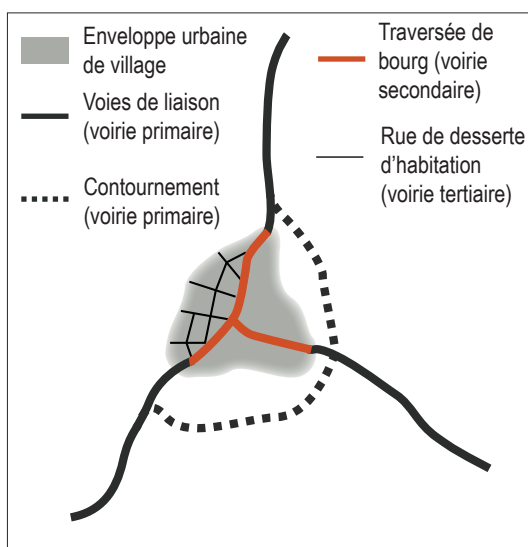 Enveloppe urbaine
de village
Voies de liaison
(voirie primaire)
Contournement
(voirie primaire)
Traversée de
bourg (voirie
secondaire)
Rue de desserte
d'habitation
(voirie tertiaire)